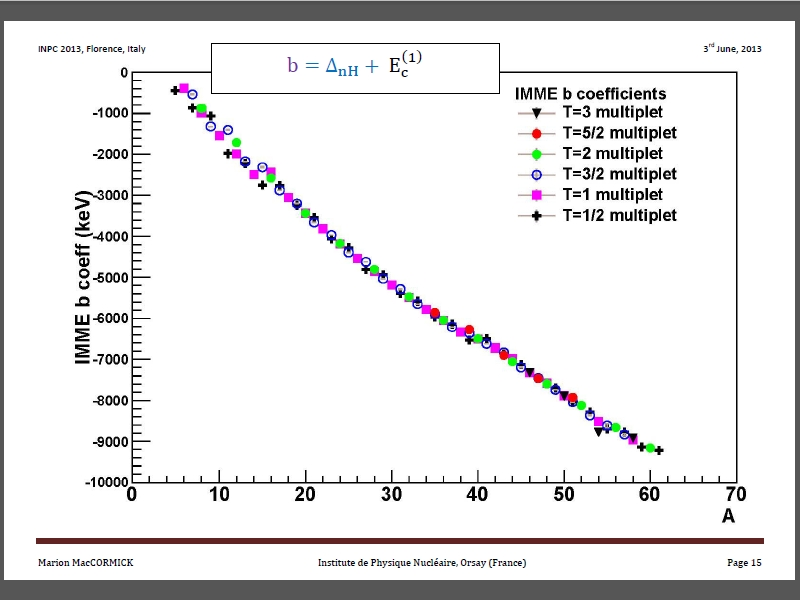 INPC 2013, Florence, Italy
3rd June, 2013
b = ΔnH + Ec(1)
IMME b coefficients
T=3 multiplet
T=5/2 multiplet
T=2 multiplet
T=3/2 multiplet
T=1 multiplet
T=1/2 multiplet
IMME b coeff (keV)
0
-1000
-2000
-3000
-4000
-5000
-6000
-7000
-8000
-9000
-10000
0 10 20 30 40 50 60 70
A
Marion MacCORMICK
Institute de Physique Nucléaire, Orsay (France)
Page 15